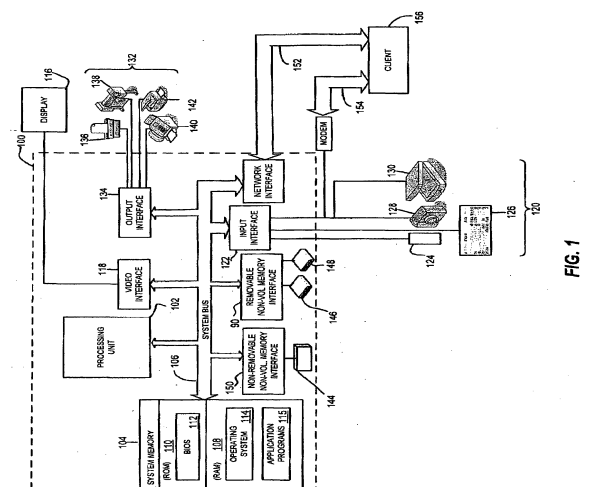 100
DISPLAY
116
132
138
136
142
140
134
OUTPUT
INTERFACE
118
VIDEO
INTERFACE
102
PROCESSING
UNIT
106
SYSTEM BUS
104
SYSTEM MEMORY
(ROM) 110
BIOS 112
(RAM) 108
OPERATING
SYSTEM 114
APPLICATION
PROGRAMS 115
NON-REMOVABLE
NON-VOL MEMORY
INTERFACE
150
144
REMOVABLE
NON-VOL MEMORY
INTERFACE
90
146
148
INPUT
INTERFACE
122
NETWORK
INTERFACE
MODEM
152
154
CLIENT
156
130
128
124
126
120
FIG. 1